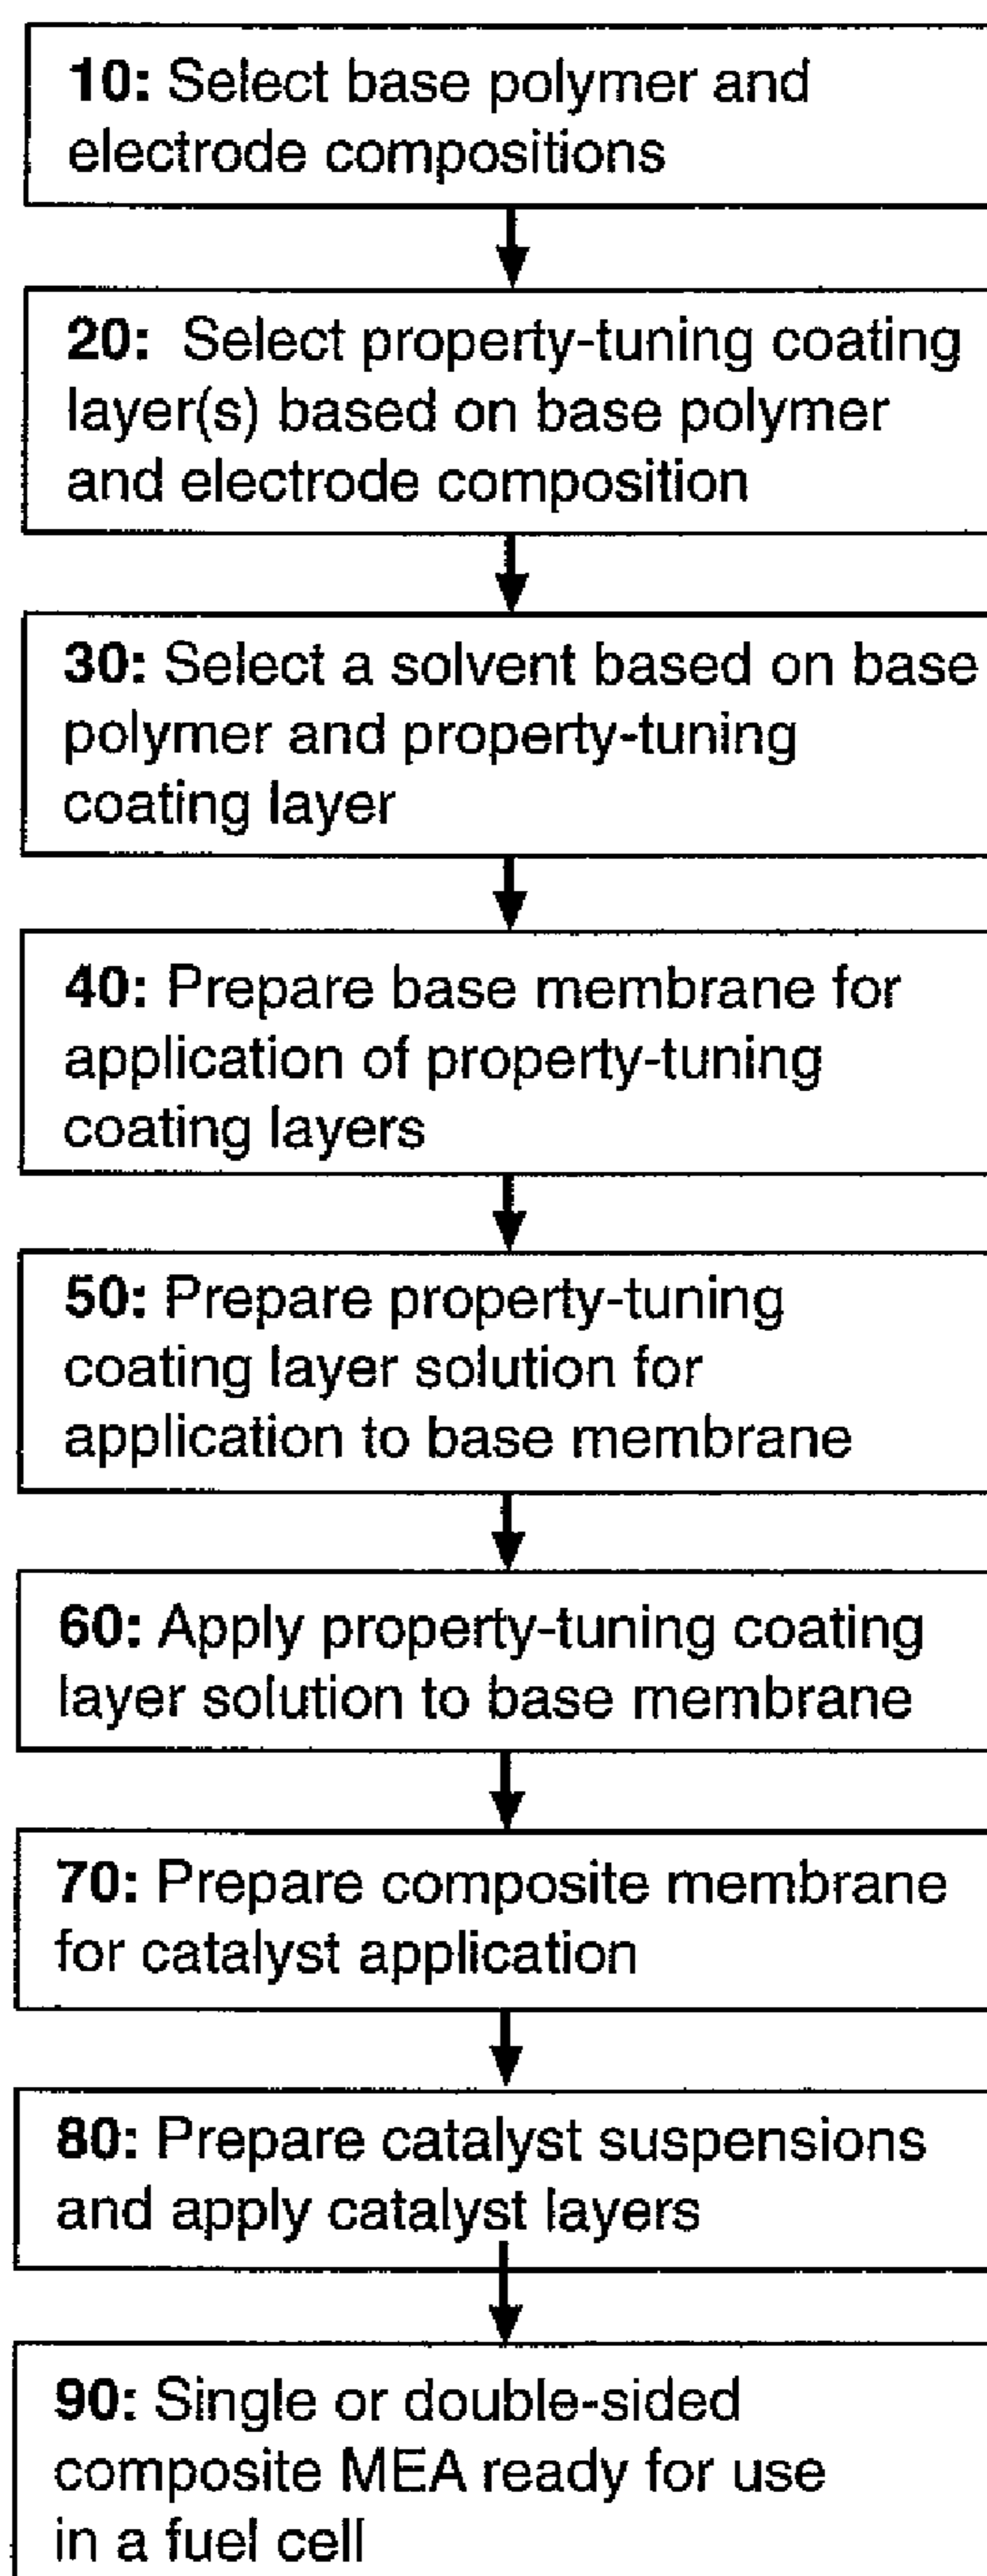 10: Select base polymer and
electrode compositions
20: Select property-tuning coating
layer(s) based on base polymer
and electrode composition
30: Select a solvent based on base
polymer and property-tuning
coating layer
40: Prepare base membrane for
application of property-tuning
coating layers
50: Prepare property-tuning
coating layer solution for
application to base membrane
60: Apply property-tuning coating
layer solution to base membrane
70: Prepare composite membrane
for catalyst application
80: Prepare catalyst suspensions
and apply catalyst layers
90: Single or double-sided
composite MEA ready for use
in a fuel cell